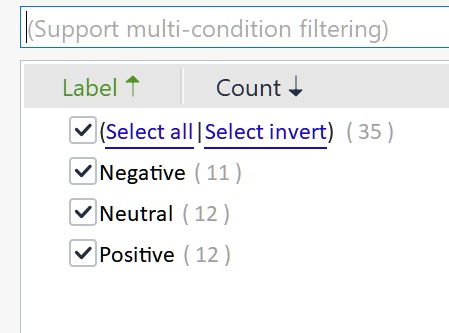 (Support multi-condition filtering)
Label ↑ Count ↓
(Select all|Select invert) ( 35 )
Negative ( 11 )
Neutral ( 12 )
Positive ( 12 )